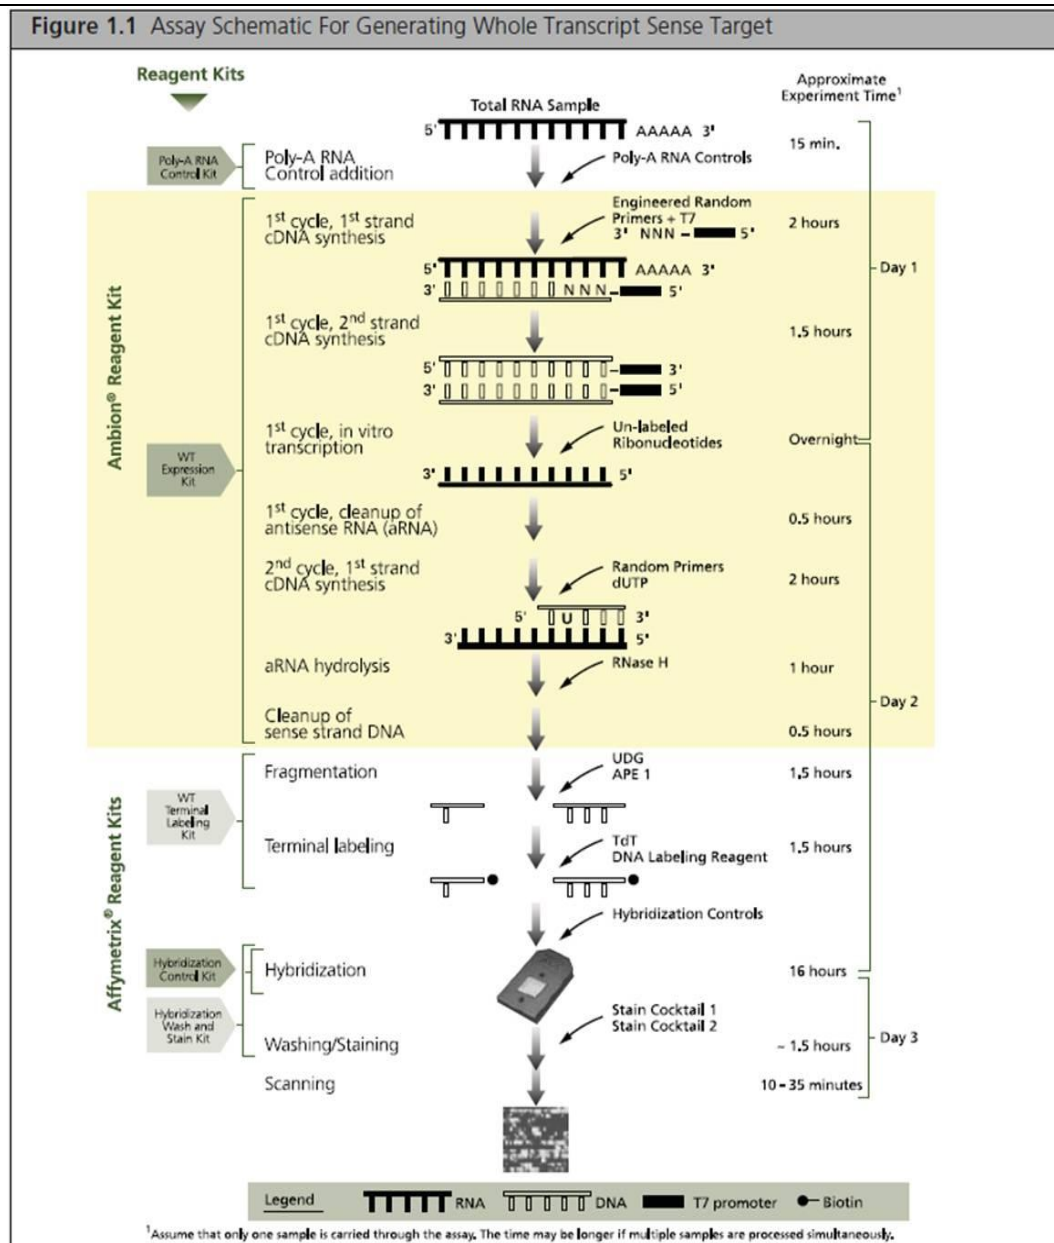 Figure 1.1 Assay Schematic For Generating Whole Transcript Sense Target
Reagent Kits
Approximate
Experiment Time1
Total RNA Sample
5' AAAAA 3'
15 min.
Poly-A RNA
Control Kit
Poly-A RNA
Control addition
Poly-A RNA Controls
Ambion® Reagent Kit
WT
Expression
Kit
1st cycle, 1st strand
cDNA synthesis
Engineered Random
Primers + T7
3' NNN – 5'
2 hours
5' AAAAA 3'
3' NNN – 5'
Day 1
1st cycle, 2nd strand
cDNA synthesis
1.5 hours
5' – 3'
3' – 5'
1st cycle, in vitro
transcription
Un-labeled
Ribonucleotides
Overnight
3' 5'
1st cycle, cleanup of
antisense RNA (aRNA)
0.5 hours
2nd cycle, 1st strand
cDNA synthesis
Random Primers
dUTP
2 hours
5' U 3'
3' 5'
aRNA hydrolysis
RNase H
1 hour
Day 2
Cleanup of
sense strand DNA
0.5 hours
Affymetrix® Reagent Kits
WT
Terminal
Labeling
Kit
Fragmentation
UDG
APE 1
1.5 hours
Terminal labeling
TdT
DNA Labeling Reagent
1.5 hours
Hybridization Controls
Hybridization
Control Kit
Hybridization
16 hours
Hybridization
Wash and
Stain Kit
Stain Cocktail 1
Stain Cocktail 2
Washing/Staining
~ 1.5 hours
Day 3
Scanning
10 – 35 minutes
Legend RNA DNA T7 promoter Biotin
1Assume that only one sample is carried through the assay. The time may be longer if multiple samples are processed simultaneously.